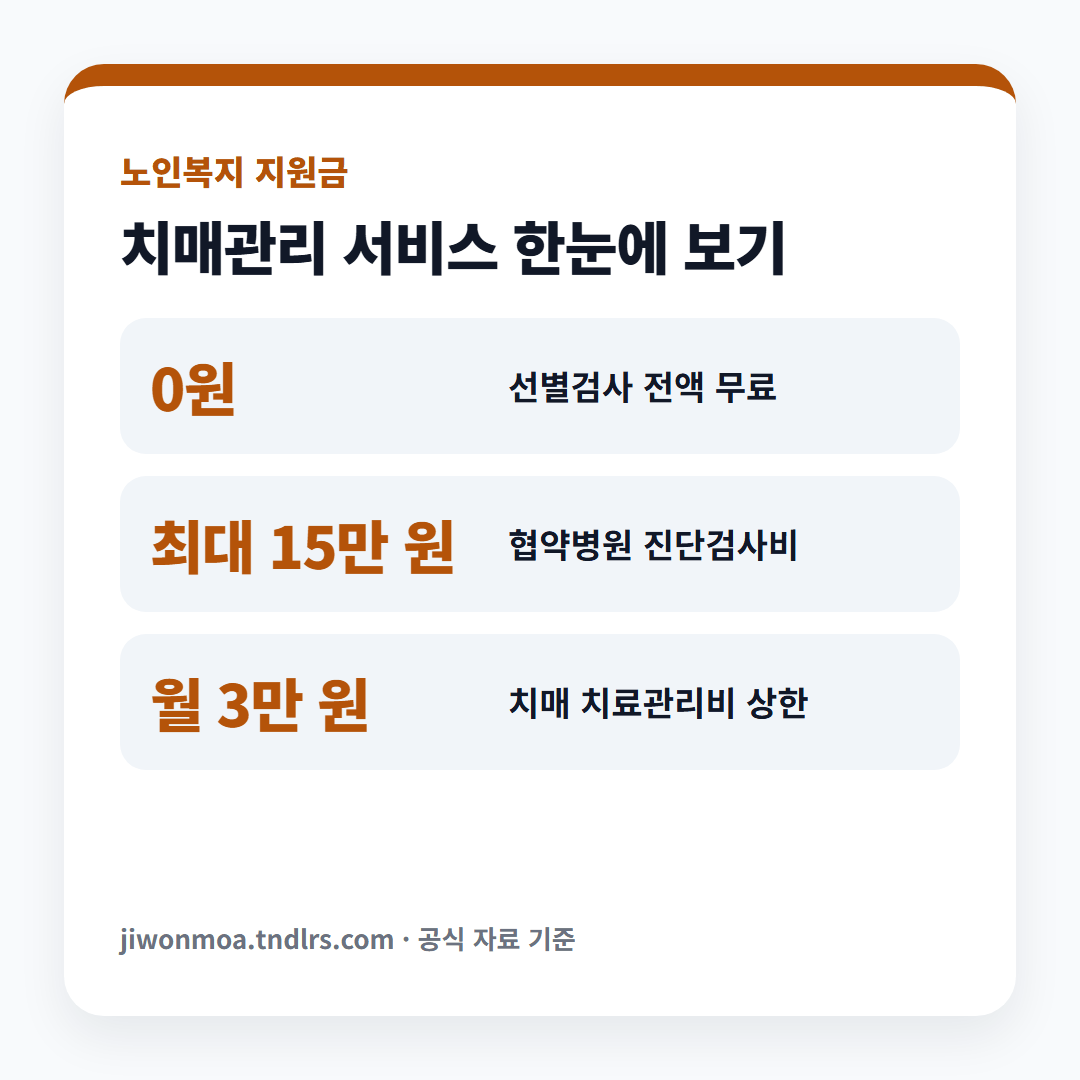 노인복지 지원금
치매관리 서비스 한눈에 보기
0원 선별검사 전액 무료
최대 15만 원 협약병원 진단검사비
월 3만 원 치매 치료관리비 상한
jiwonmoa.tndlrs.com · 공식 자료 기준